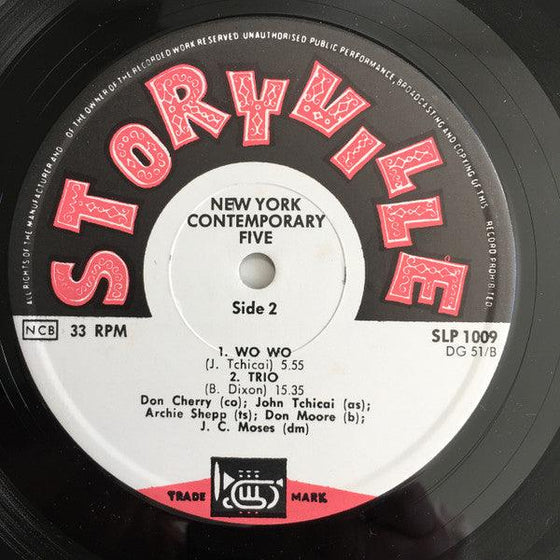 ALL RIGHTS OF THE MANUFACTURER AND OF THE OWNER OF THE RECORDED WORK RESERVED. UNAUTHORISED PUBLIC PERFORMANCE, BROADCASTING AND COPYING OF THIS RECORD PROHIBITED
STORYVILLE
NEW YORK
CONTEMPORARY
FIVE
Side 2
NCB 33 RPM
SLP 1009
DG 51/B
1. WO WO
(J. Tchicai) 5.55
2. TRIO
(B. Dixon) 15.35
Don Cherry (co); John Tchicai (as);
Archie Shepp (ts); Don Moore (b);
J. C. Moses (dm)
TRADE MARK